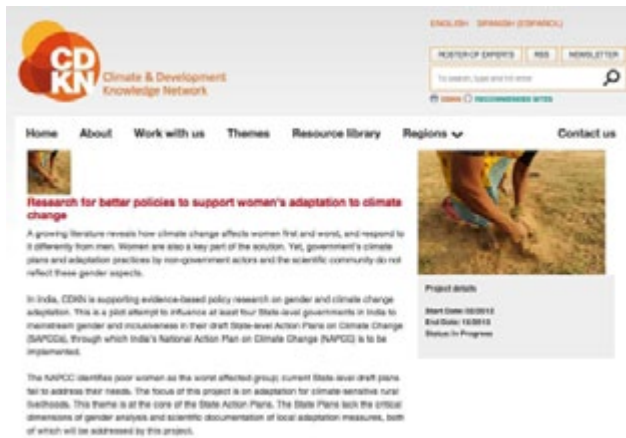 ENGLISH SPANISH (ESPAÑOL)
ROSTER OF EXPERTS RSS NEWSLETTER
CDKN
Climate & Development
Knowledge Network
To search, type and hit enter
CDKN RECOMMENDED SITES
Home About Work with us Themes Resource library Regions Contact us
Research for better policies to support women's adaptation to climate
change
A growing literature reveals how climate change affects women first and worst, and respond to
it differently from men. Women are also a key part of the solution. Yet, government's climate
plans and adaptation practices by non-government actors and the scientific community do not
reflect these gender aspects.
In India, CDKN is supporting evidence-based policy research on gender and climate change
adaptation. This is a pilot attempt to influence at least four State-level governments in India to
mainstream gender and inclusiveness in their draft State-level Action Plans on Climate Change
(SAPCCs), through which India's National Action Plan on Climate Change (NAPCC) is to be
implemented.
The NAPCC identifies poor women as the worst affected group; current State-level draft plans
fail to address their needs. The focus of this project is on adaptation for climate-sensitive rural
livelihoods. This theme is at the core of the State Action Plans. The State Plans lack the critical
dimensions of gender analysis and scientific documentation of local adaptation measures, both
of which will be addressed by this project.
Project details
Start Date:
End Date:
Status: In Progress